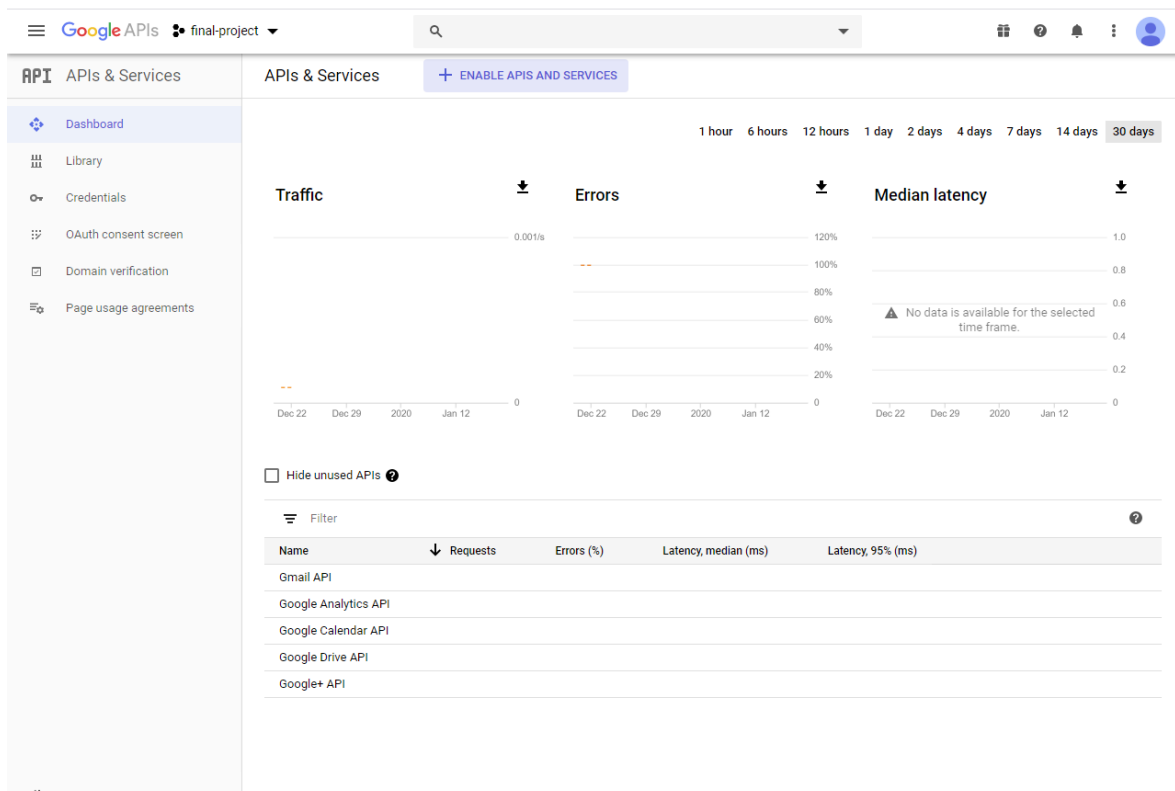 Google APIs final-project
API APIs & Services
APIs & Services + ENABLE APIS AND SERVICES
Dashboard
Library
Credentials
OAuth consent screen
Domain verification
Page usage agreements
1 hour 6 hours 12 hours 1 day 2 days 4 days 7 days 14 days 30 days
Traffic
0.001/s
0
Dec 22 Dec 29 2020 Jan 12
Errors
120%
100%
80%
60%
40%
20%
0
Dec 22 Dec 29 2020 Jan 12
Median latency
1.0
0.8
0.6
No data is available for the selected
time frame.
0.4
0.2
0
Dec 22 Dec 29 2020 Jan 12
Hide unused APIs
Filter
Name Requests Errors (%) Latency, median (ms) Latency, 95% (ms)
Gmail API
Google Analytics API
Google Calendar API
Google Drive API
Google+ API